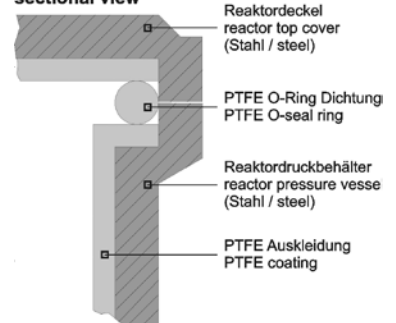 sectional view
Reaktordeckel
reactor top cover
(Stahl / steel)
PTFE O-Ring Dichtung
PTFE O-seal ring
Reaktordruckbehälter
reactor pressure vesse
(Stahl / steel)
PTFE Auskleidung
PTFE coating